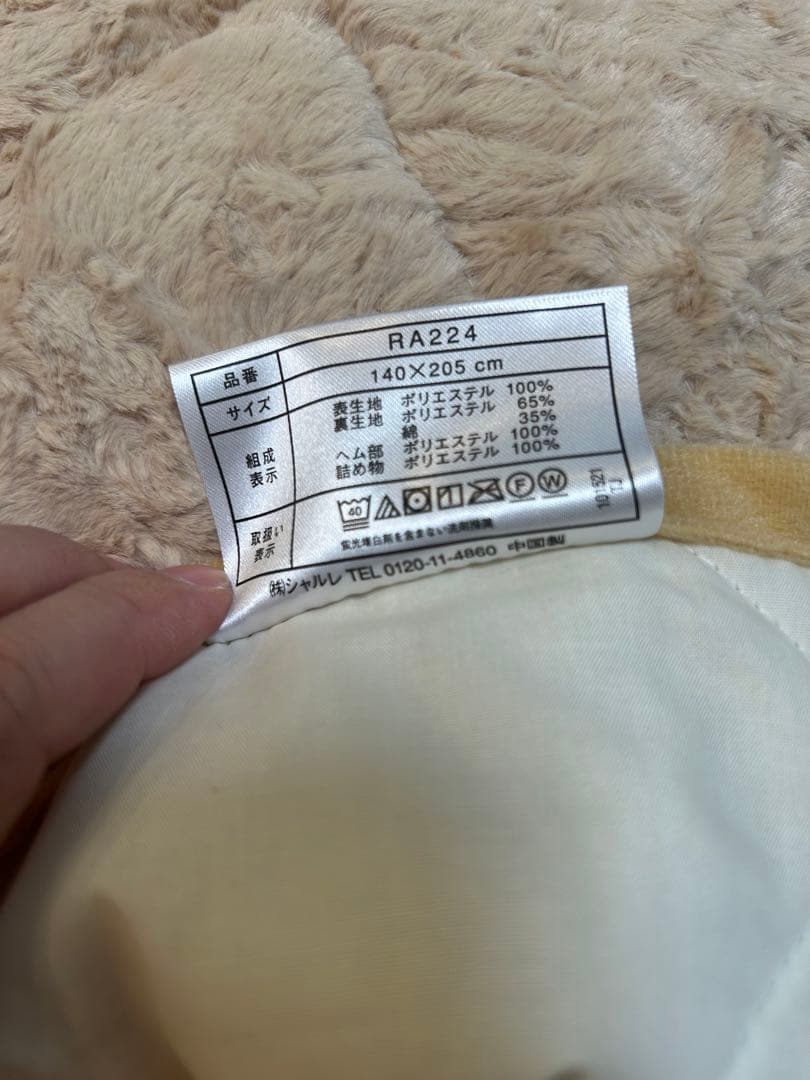 品番 RA224
サイズ 140×205 cm
組成表示 表生地 ポリエステル 100%
裏生地 ポリエステル 65%
綿 35%
ヘム部 ポリエステル 100%
詰め物 ポリエステル 100%
取扱い表示 40 F W
蛍光増白剤を含まない洗剤推奨
㈱シャルレ TEL 0120-11-4860 中国製